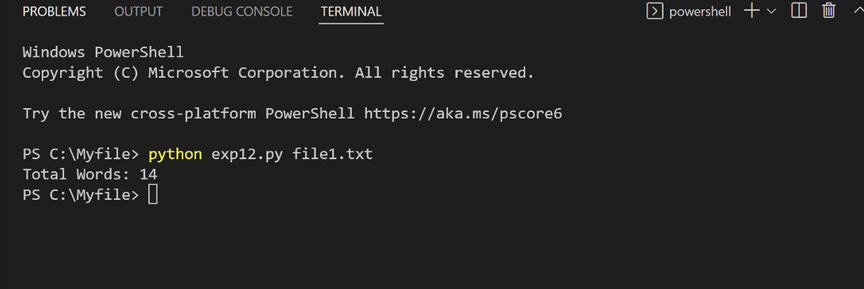 PROBLEMS OUTPUT DEBUG CONSOLE TERMINAL powershell
Windows PowerShell
Copyright (C) Microsoft Corporation. All rights reserved.
Try the new cross-platform PowerShell https://aka.ms/pscore6
PS C:\Myfile> python exp12.py file1.txt
Total Words: 14
PS C:\Myfile>